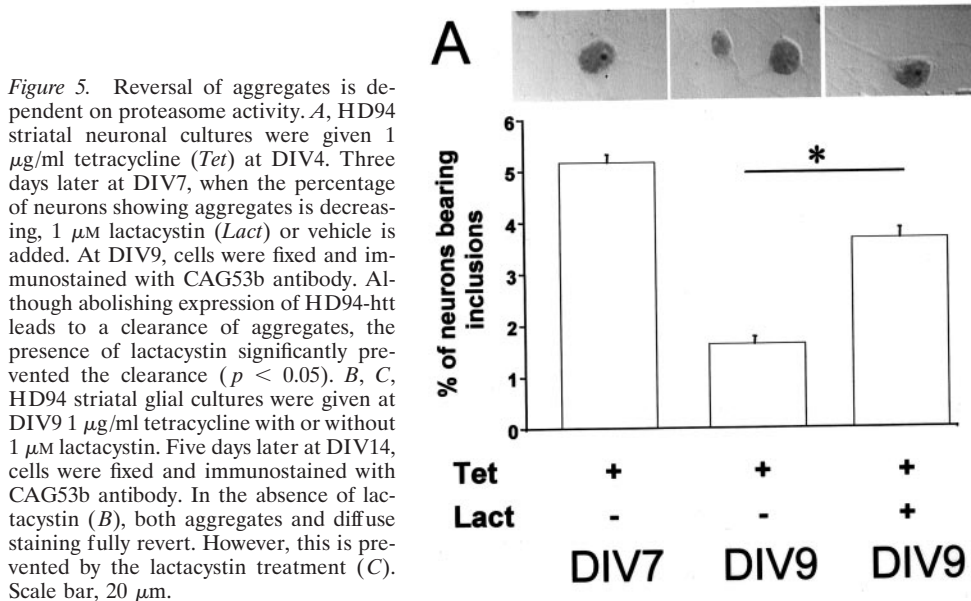 Figure 5. Reversal of aggregates is de-
pendent on proteasome activity. A, HD94
striatal neuronal cultures were given 1
μg/ml tetracycline (Tet) at DIV4. Three
days later at DIV7, when the percentage
of neurons showing aggregates is decreas-
ing, 1 μM lactacystin (Lact) or vehicle is
added. At DIV9, cells were fixed and im-
munostained with CAG53b antibody. Al-
though abolishing expression of HD94-htt
leads to a clearance of aggregates, the
presence of lactacystin significantly pre-
vented the clearance (p < 0.05). B, C,
HD94 striatal glial cultures were given at
DIV9 1 μg/ml tetracycline with or without
1 μM lactacystin. Five days later at DIV14,
cells were fixed and immunostained with
CAG53b antibody. In the absence of lac-
tacystin (B), both aggregates and diffuse
staining fully revert. However, this is pre-
vented by the lactacystin treatment (C).
Scale bar, 20 μm.
A
% of neurons bearing
inclusions
6
5
4
3
2
1
0
*
Tet + + +
Lact - - +
DIV7 DIV9 DIV9